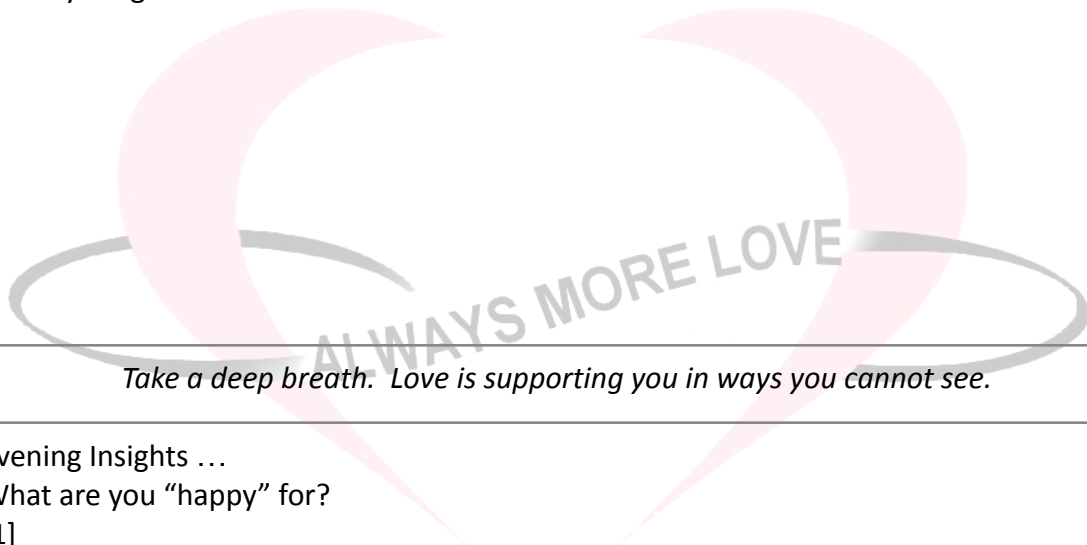 ALWAYS MORE LOVE
Take a deep breath. Love is supporting you in ways you cannot see.
vening Insights …
What are you “happy” for?
1]